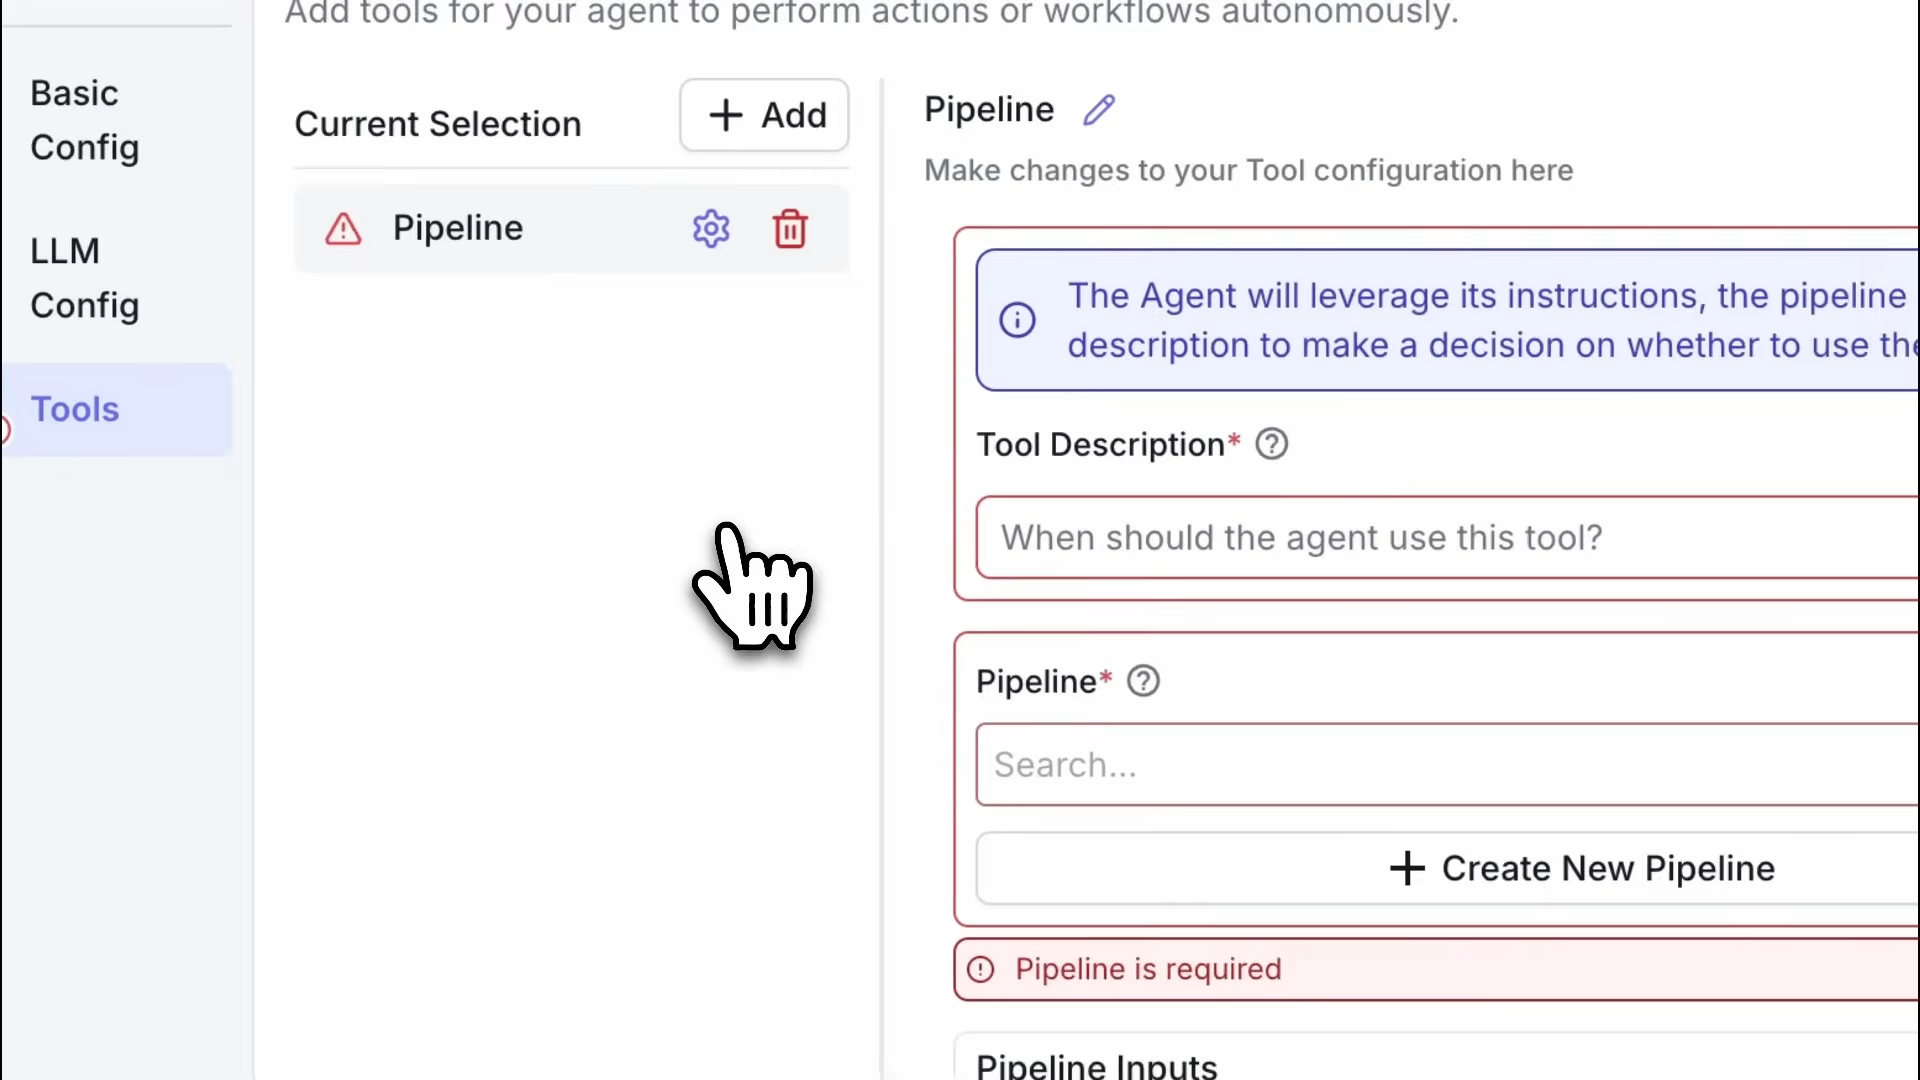 Add tools for your agent to perform actions or workflows autonomously.
Basic
Config
LLM
Config
Tools
Current Selection
Add
Pipeline
Pipeline
Make changes to your Tool configuration here
The Agent will leverage its instructions, the pipeline
description to make a decision on whether to use the
Tool Description*
When should the agent use this tool?
Pipeline*
Search...
Create New Pipeline
Pipeline is required
Pipeline Inputs